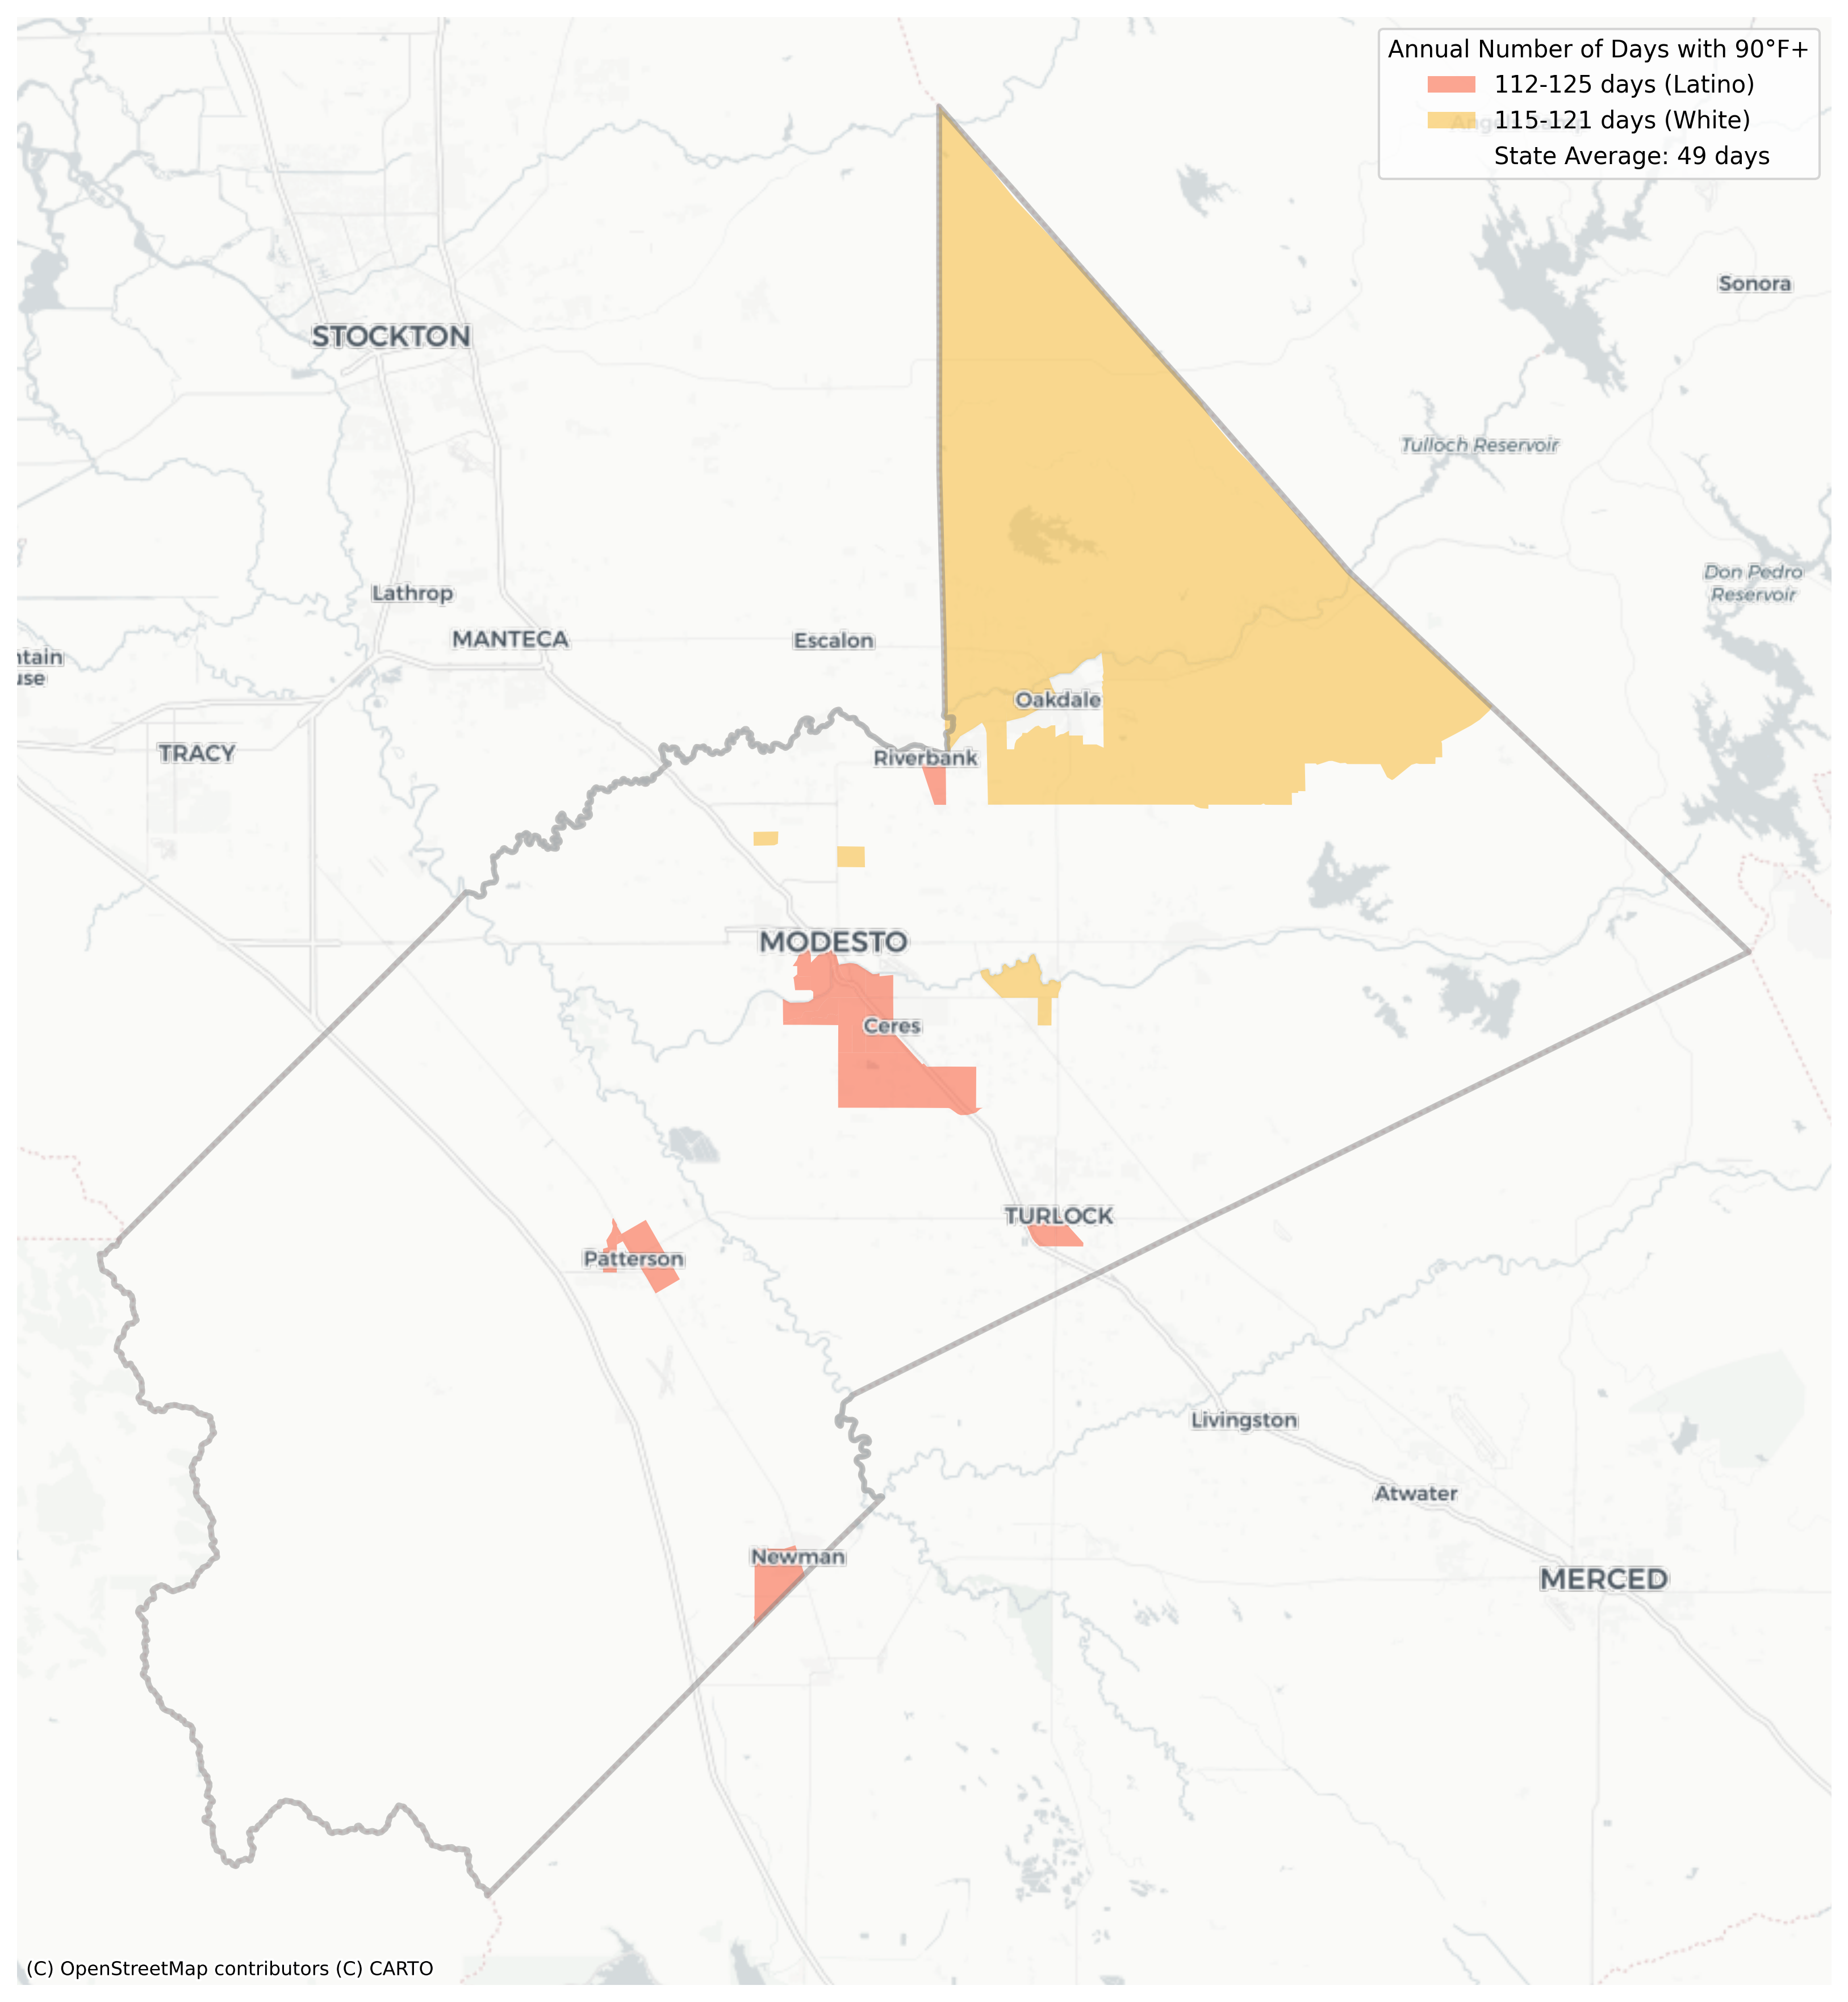 Annual Number of Days with 90°F+
112-125 days (Latino)
115-121 days (White)
State Average: 49 days
Sonora
STOCKTON
Tulloch Reservoir
Don Pedro
Reservoir
Lathrop
MANTECA
Escalon
ntain
use
Oakdale
TRACY
Riverbank
MODESTO
Ceres
TURLOCK
Patterson
Livingston
Atwater
Newman
MERCED
(C) OpenStreetMap contributors (C) CARTO